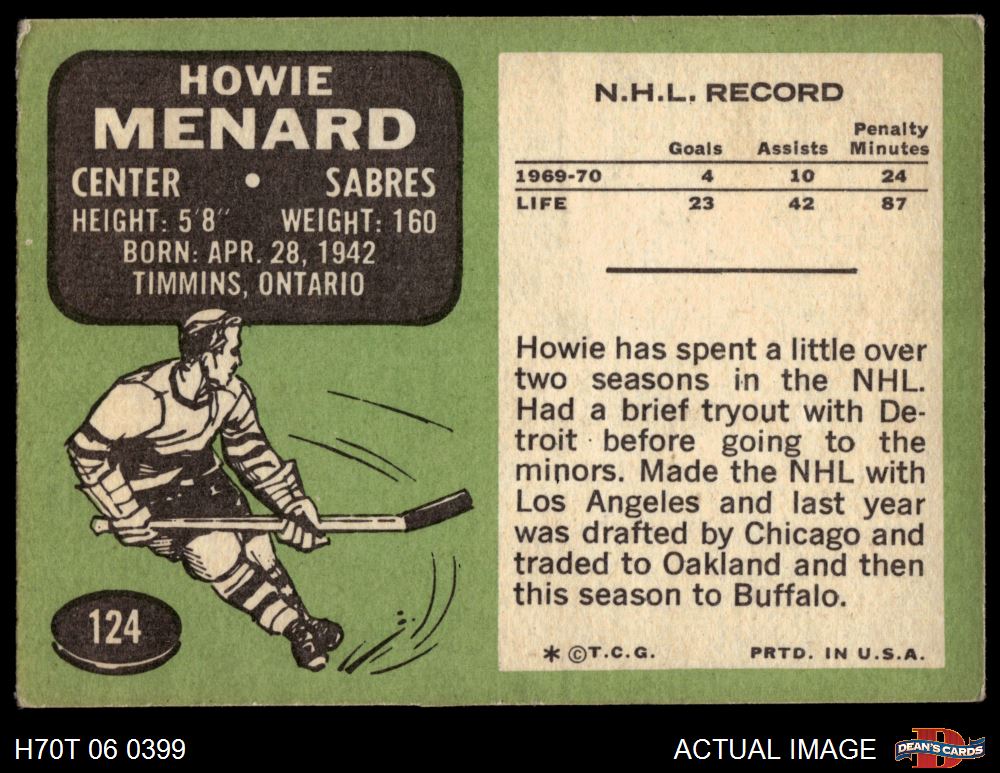 HOWIE
MENARD
CENTER • SABRES
HEIGHT: 5'8" WEIGHT: 160
BORN: APR. 28, 1942
TIMMINS, ONTARIO
124
N.H.L. RECORD
Goals Assists Penalty Minutes
1969-70 4 10 24
LIFE 23 42 87
Howie has spent a little over
two seasons in the NHL.
Had a brief tryout with De-
troit before going to the
minors. Made the NHL with
Los Angeles and last year
was drafted by Chicago and
traded to Oakland and then
this season to Buffalo.
* © T.C.G. PRTD. IN U.S.A.
H70T 06 0399
ACTUAL IMAGE
D
DEAN'S CARDS